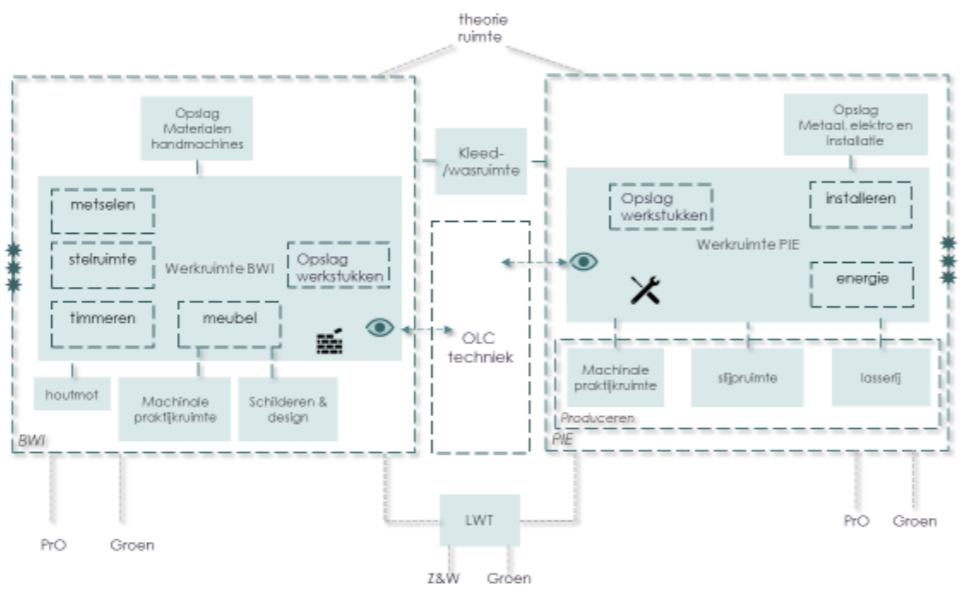 theorie
ruimte
Opslag
Materialen
handmachines
Kleed-
/wasruimte
Opslag
Metaal, elektro en
installatie
metselen
stelruimte
timmeren
Werkruimte BWI
Opslag
werkstukken
meubel
houtmot
Machinale
praktijkruimte
Schilderen &
design
BWI
OLC
techniek
Opslag
werkstukken
installeren
Werkruimte PIE
energie
Machinale
praktijkruimte
slijpruimte
lasserij
Produceren
PIE
PrO
Groen
LWT
Z&W
Groen
PrO
Groen